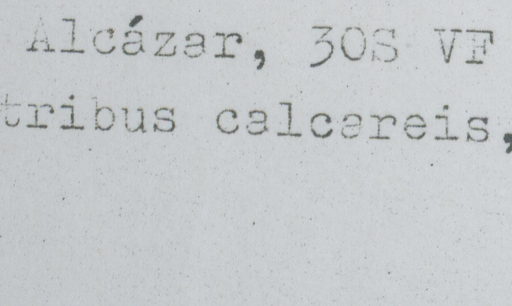 Alcázar, 30S VF
tribus calcareis,